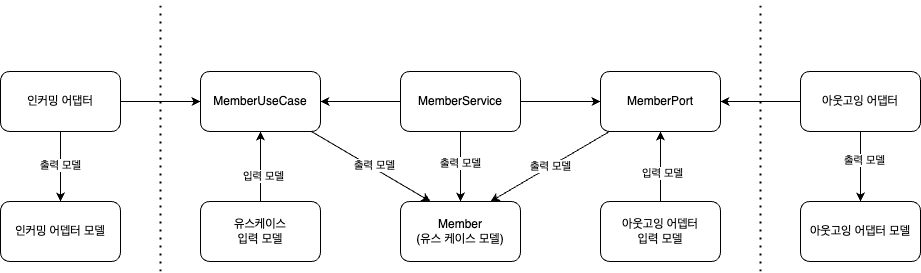 인커밍 어댑터
MemberUseCase
MemberService
MemberPort
아웃고잉 어댑터
출력 모델
입력 모델
출력 모델
출력 모델
출력 모델
입력 모델
출력 모델
인커밍 어뎁터 모델
유스케이스
입력 모델
Member
(유스 케이스 모델)
아웃고잉 어뎁터
입력 모델
아웃고잉 어뎁터 모델